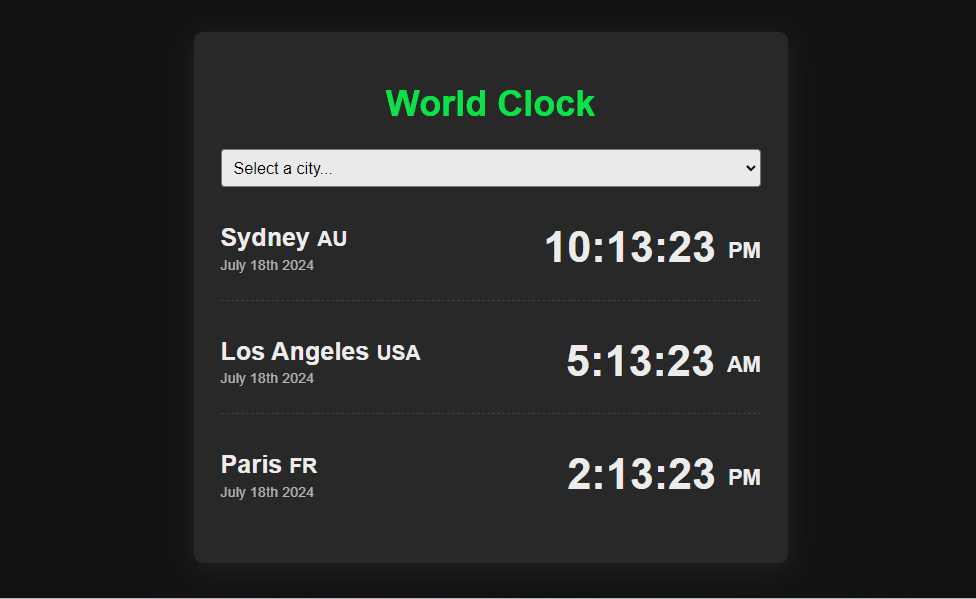 World Clock
Select a city...
Sydney AU
10:13:23 PM
July 18th 2024
Los Angeles USA
5:13:23 AM
July 18th 2024
Paris FR
2:13:23 PM
July 18th 2024